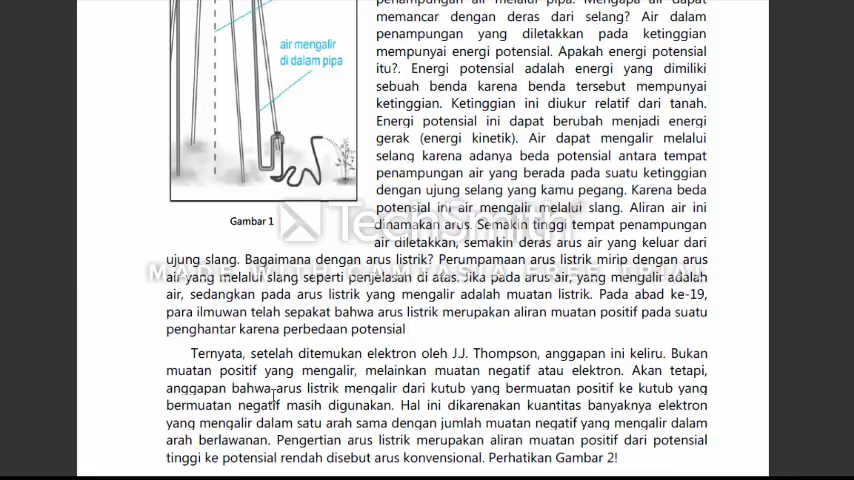 penampungan air melalui pipa. Mengapa air dapat
memancar dengan deras dari selang? Air dalam
penampungan yang diletakkan pada ketinggian
mempunyai energi potensial. Apakah energi potensial
air mengalir
di dalam pipa
itu?. Energi potensial adalah energi yang dimiliki
sebuah benda karena benda tersebut mempunyai
ketinggian. Ketinggian ini diukur relatif dari tanah.
Energi potensial ini dapat berubah menjadi energi
gerak (energi kinetik). Air dapat mengalir melalui
selang karena adanya beda potensial antara tempat
penampungan air yang berada pada suatu ketinggian
dengan ujung selang yang kamu pegang. Karena beda
potensial ini air mengalir melalui slang. Aliran air ini
Gambar 1
dinamakan arus. Semakin tinggi tempat penampungan
air diletakkan, semakin deras arus air yang keluar dari
ujung slang. Bagaimana dengan arus listrik? Perumpamaan arus listrik mirip dengan arus
air yang melalui slang seperti penjelasan di atas. Jika pada arus air, yang mengalir adalah
air, sedangkan pada arus listrik yang mengalir adalah muatan listrik. Pada abad ke-19,
para ilmuwan telah sepakat bahwa arus listrik merupakan aliran muatan positif pada suatu
penghantar karena perbedaan potensial
Ternyata, setelah ditemukan elektron oleh J.J. Thompson, anggapan ini keliru. Bukan
muatan positif yang mengalir, melainkan muatan negatif atau elektron. Akan tetapi,
anggapan bahwa arus listrik mengalir dari kutub yang bermuatan positif ke kutub yang
bermuatan negatif masih digunakan. Hal ini dikarenakan kuantitas banyaknya elektron
yang mengalir dalam satu arah sama dengan jumlah muatan negatif yang mengalir dalam
arah berlawanan. Pengertian arus listrik merupakan aliran muatan positif dari potensial
tinggi ke potensial rendah disebut arus konvensional. Perhatikan Gambar 2!
TechSmith
MADE WITH CAMTASIA FREE TRIAL